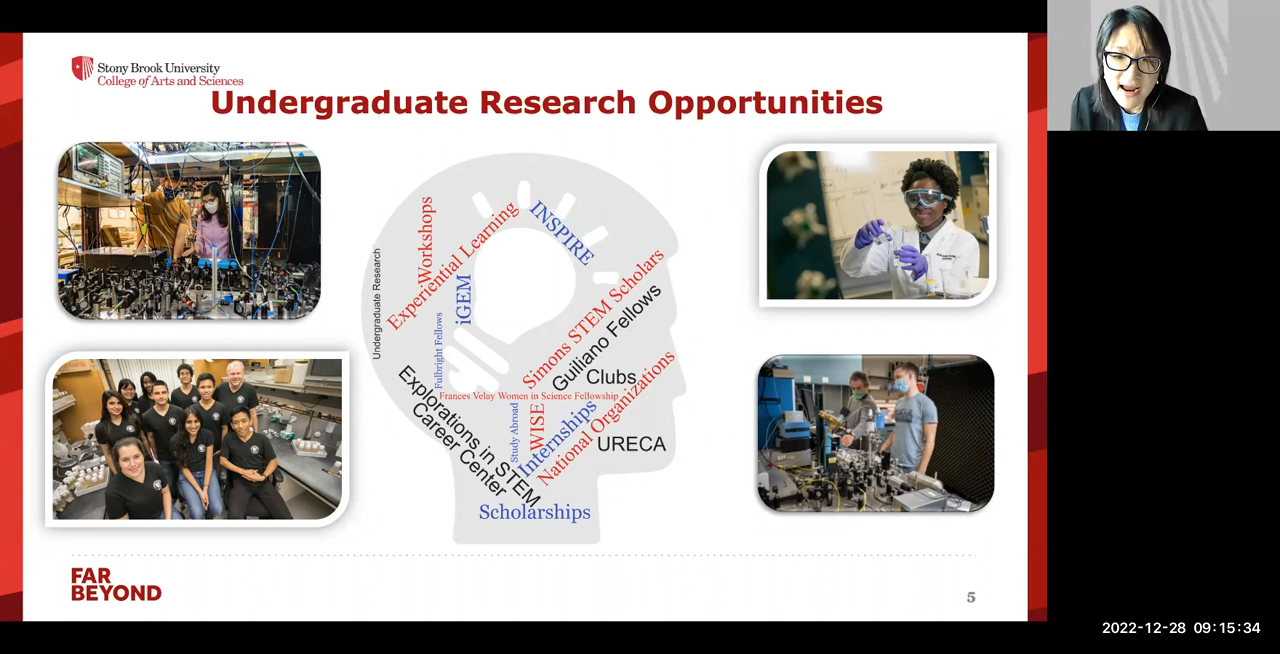 Stony Brook University
College of Arts and Sciences
Undergraduate Research Opportunities
Undergraduate Research
Workshops
Experiential Learning
INSPIRE
iGEM
Fulbright Fellows
Simons STEM Scholars
Guiliano Fellows
Clubs
Frances Velay Women in Science Fellowship
Explorations in STEM
Career Center
Study Abroad
WISE
Internships
National Organizations
URECA
Scholarships
FAR
BEYOND
5
2022-12-28 09:15:34